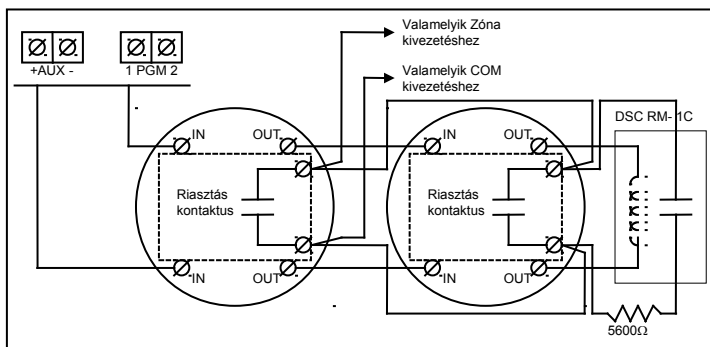 Valamelyik Zóna
kivezetéshez
+AUX -
1 PGM 2
Valamelyik COM
kivezetéshez
DSC RM- 1C
IN
OUT
IN
OUT
Riasztás
kontaktus
Riasztás
kontaktus
IN
OUT
IN
OUT
5600Ω